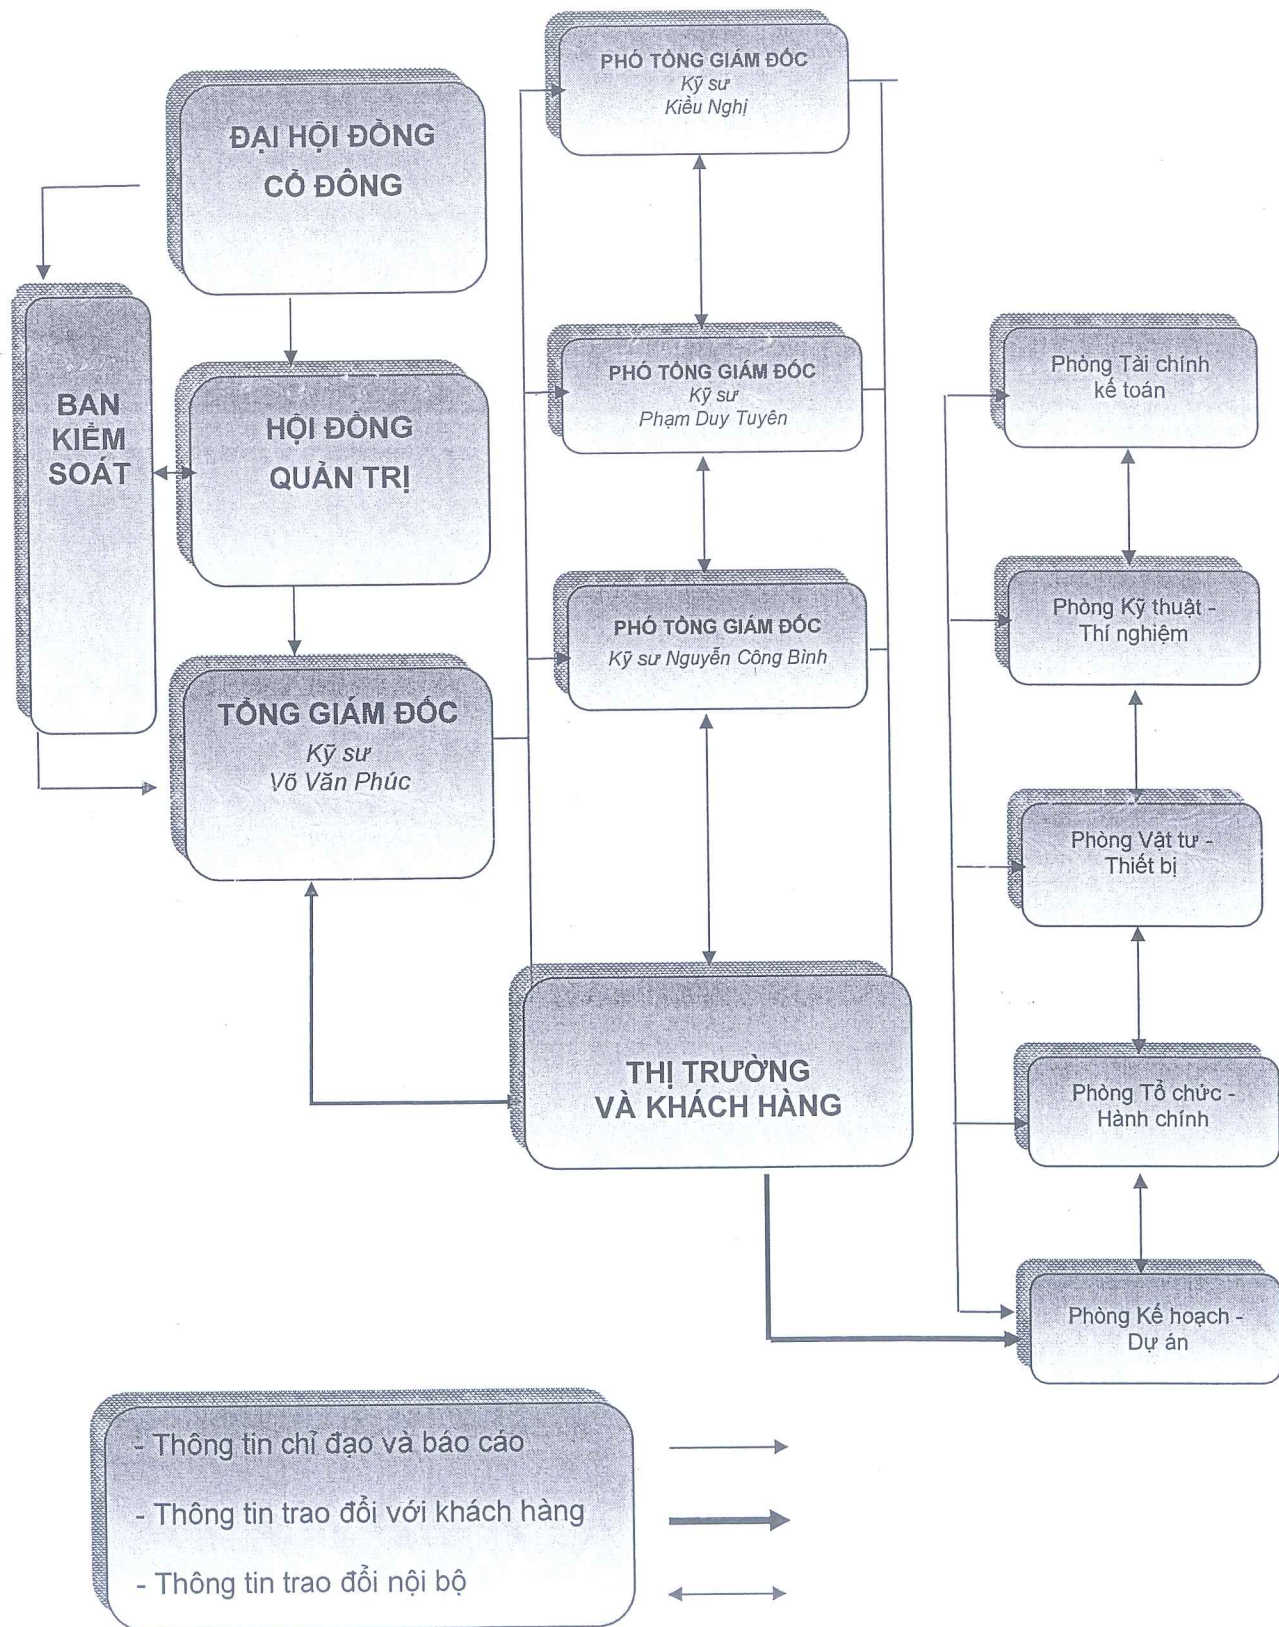 ĐẠI HỘI ĐỒNG
CỔ ĐÔNG
BAN
KIỂM
SOÁT
HỘI ĐỒNG
QUẢN TRỊ
TỔNG GIÁM ĐỐC
Kỹ sư
Võ Văn Phúc
PHÓ TỔNG GIÁM ĐỐC
Kỹ sư
Kiều Nghị
PHÓ TỔNG GIÁM ĐỐC
Kỹ sư
Phạm Duy Tuyên
PHÓ TỔNG GIÁM ĐỐC
Kỹ sư Nguyễn Công Bình
THỊ TRƯỜNG
VÀ KHÁCH HÀNG
Phòng Tài chính
kế toán
Phòng Kỹ thuật -
Thí nghiệm
Phòng Vật tư -
Thiết bị
Phòng Tổ chức -
Hành chính
Phòng Kế hoạch -
Dự án
- Thông tin chỉ đạo và báo cáo
- Thông tin trao đổi với khách hàng
- Thông tin trao đổi nội bộ